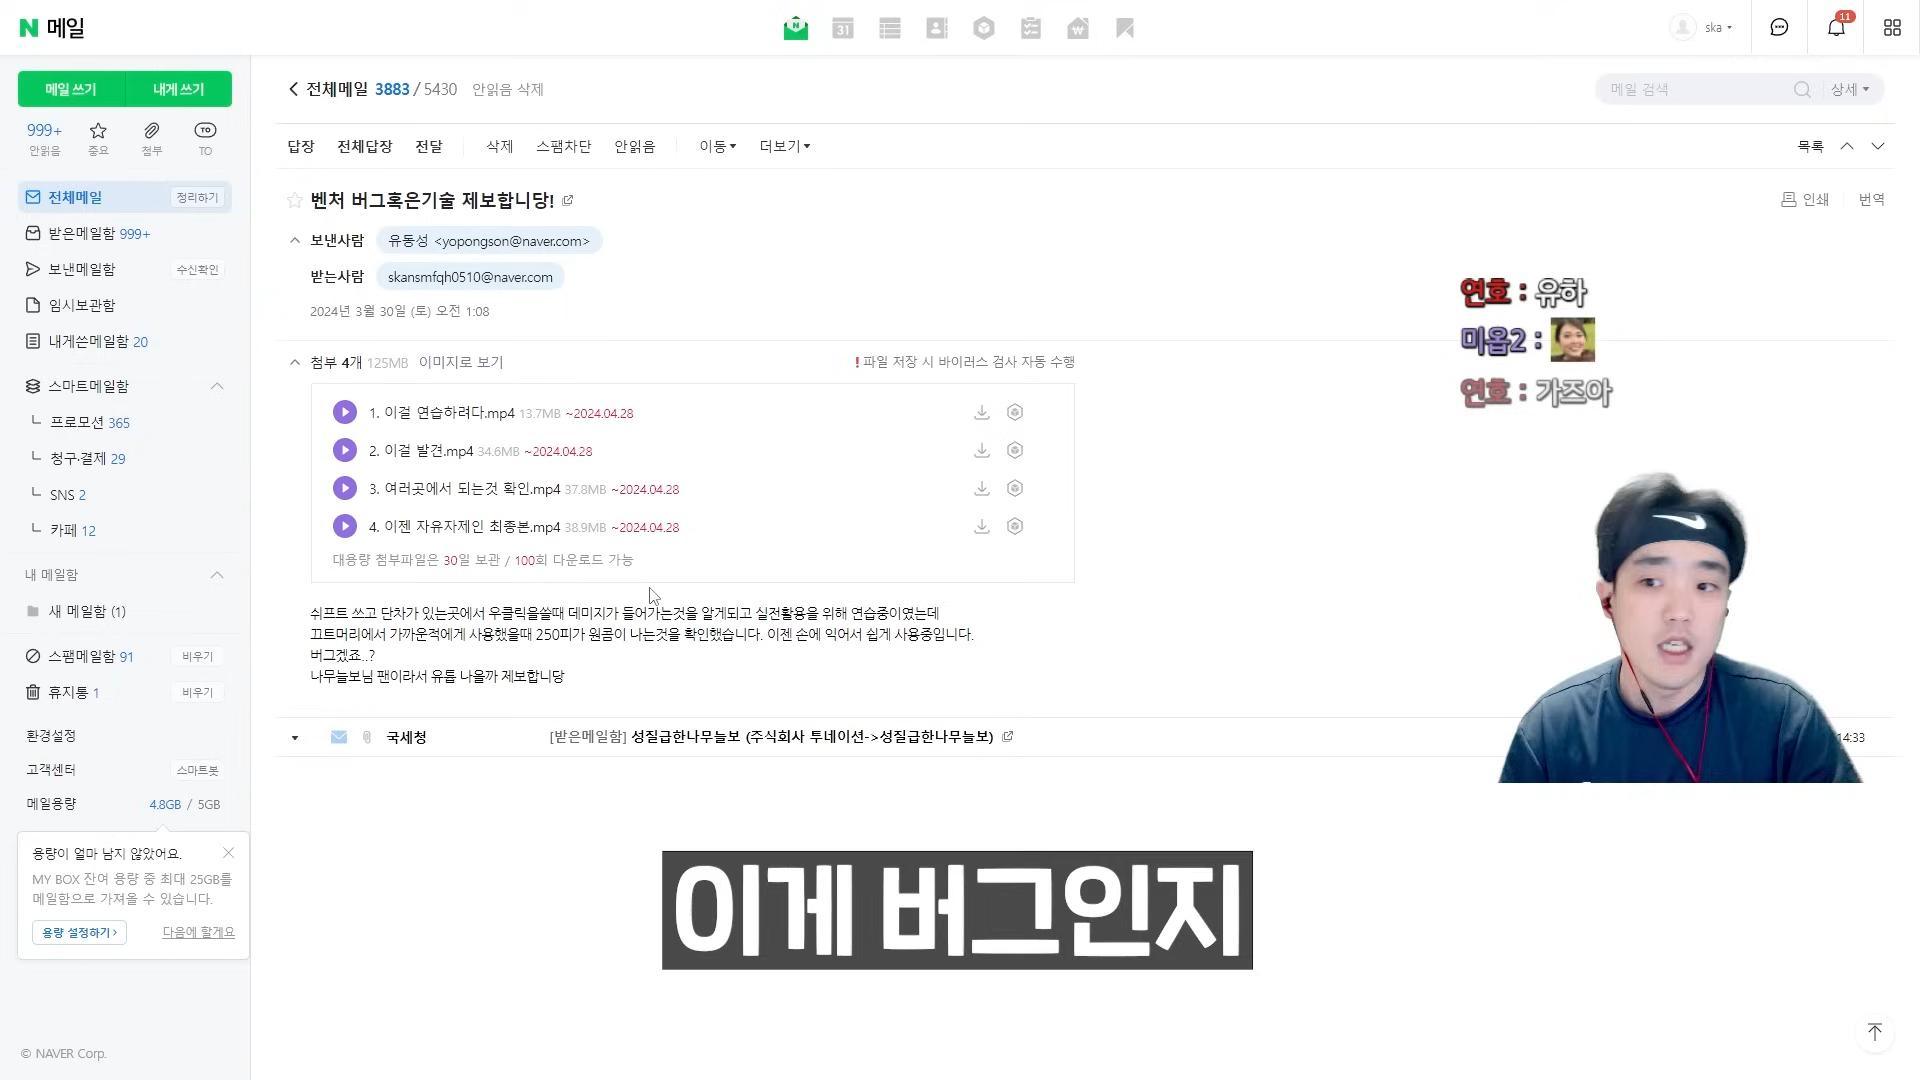 N 메일
31
ska
11
메일 쓰기
내게 쓰기
999+
안읽음
중요
첨부
TO
TO
전체메일
정리하기
받은메일함 999+
보낸메일함
수신확인
임시보관함
내게쓴메일함 20
스마트메일함
프로모션 365
청구·결제 29
SNS 2
카페 12
내 메일함
새 메일함 (1)
스팸메일함 91
비우기
휴지통 1
비우기
환경설정
고객센터
스마트봇
메일용량
4.8GB / 5GB
용량이 얼마 남지 않았어요.
MY BOX 잔여 용량 중 최대 25GB를
메일함으로 가져올 수 있습니다.
용량 설정하기 ›
다음에 할게요
© NAVER Corp.
전체메일 3883 / 5430 안읽음 삭제
메일 검색
상세
답장
전체답장
전달
삭제
스팸차단
안읽음
이동
더보기
목록
벤처 버그혹은기술 제보합니당!
인쇄
번역
보낸사람
유동성 <yopongson@naver.com>
받는사람
skansmfqh0510@naver.com
2024년 3월 30일 (토) 오전 1:08
첨부 4개 125MB 이미지로 보기
! 파일 저장 시 바이러스 검사 자동 수행
1. 이걸 연습하려다.mp4 13.7MB ~2024.04.28
2. 이걸 발견.mp4 34.6MB ~2024.04.28
3. 여러곳에서 되는것 확인.mp4 37.8MB ~2024.04.28
4. 이젠 자유자제인 최종본.mp4 38.9MB ~2024.04.28
대용량 첨부파일은 30일 보관 / 100회 다운로드 가능
쉬프트 쓰고 단차가 있는곳에서 우클릭을쓸때 데미지가 들어가는것을 알게되고 실전활용을 위해 연습중이였는데
끄트머리에서 가까운적에게 사용했을때 250피가 원콤이 나는것을 확인했습니다. 이젠 손에 익어서 쉽게 사용중입니다.
버그겠죠..?
나무늘보님 팬이라서 유튭 나올까 제보합니당
국세청
[받은메일함] 성질급한나무늘보 (주식회사 투네이션->성질급한나무늘보)
14:33
연호 : 유하
미옵2 :
연호 : 가즈아
이게 버그인지